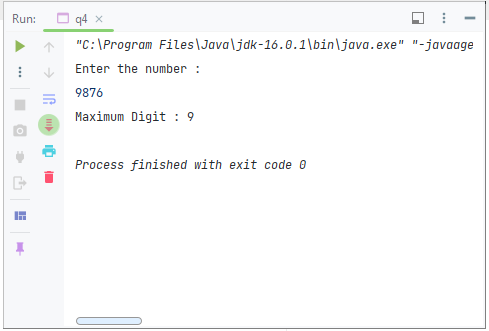 Run: q4
"C:\Program Files\Java\jdk-16.0.1\bin\java.exe" "-javaage
Enter the number :
9876
Maximum Digit : 9
Process finished with exit code 0